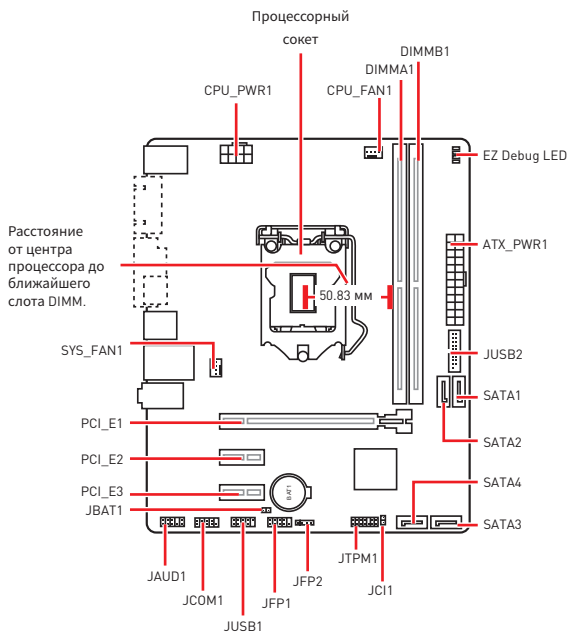 Процессорный
сокет
DIMMB1
DIMMA1
CPU_PWR1
CPU_FAN1
EZ Debug LED
Расстояние
от центра
процессора до
ближайшего
слота DIMM.
ATX_PWR1
50.83 мм
SYS_FAN1
JUSB2
SATA1
PCI_E1
SATA2
PCI_E2
PCI_E3
SATA4
BAT1
JBAT1
SATA3
JTPM1
JAUD1
JFP2
JCI1
JCOM1
JFP1
JUSB1